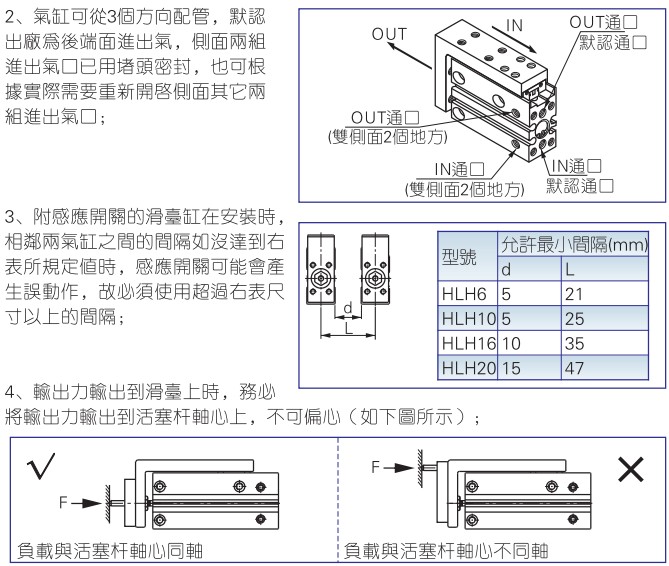 2、氣缸可從3個方向配管，默認
出廠爲後端面進出氣，側面兩組
進出氣口已用堵頭密封，也可根
據實際需要重新開啓側面其它兩
組進出氣口；
OUT
IN
OUT通口
默認通口
OUT通口
(雙側面2個地方)
IN通口
(雙側面2個地方)
IN通口
默認通口
3、附感應開關的滑臺缸在安裝時，
相鄰兩氣缸之間的間隔如沒達到右
表所規定值時，感應開關可能會產
生誤動作，故必須使用超過右表尺
寸以上的間隔；
d
L
型號 允許最小間隔(mm)
d L
HLH6 5 21
HLH10 5 25
HLH16 10 35
HLH20 15 47
4、輸出力輸出到滑臺上時，務必
將輸出力輸出到活塞杆軸心上，不可偏心（如下圖所示）；
F
負載與活塞杆軸心同軸
F
負載與活塞杆軸心不同軸